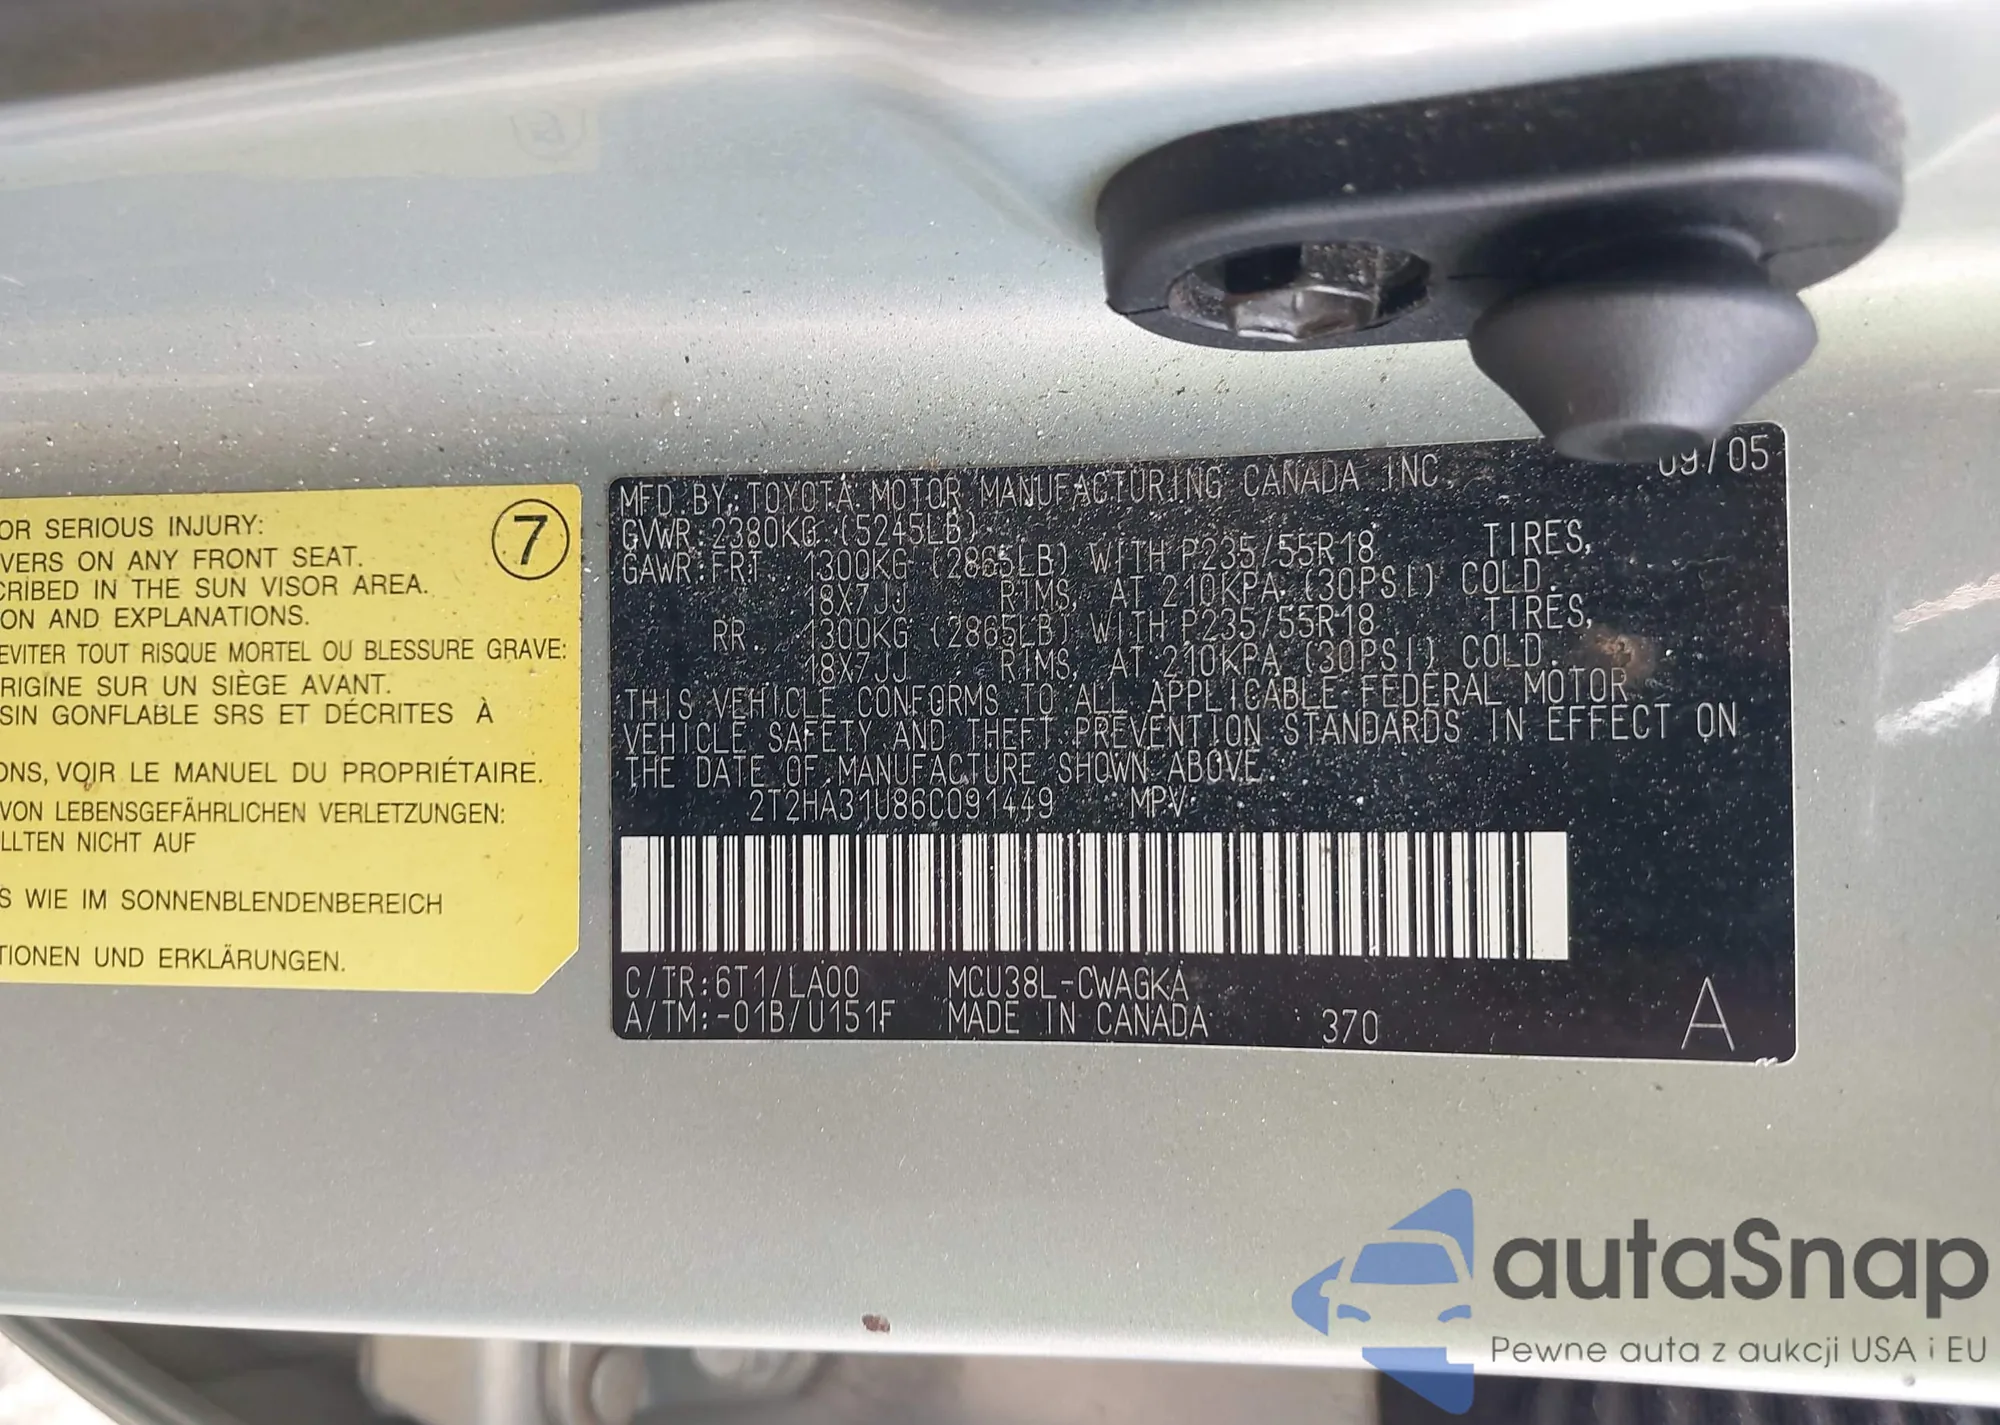 OR SERIOUS INJURY:
VERS ON ANY FRONT SEAT.
CRIBED IN THE SUN VISOR AREA.
ON AND EXPLANATIONS.
EVITER TOUT RISQUE MORTEL OU BLESSURE GRAVE:
RIGINE SUR UN SIÈGE AVANT.
SIN GONFLABLE SRS ET DÉCRITES À
ONS, VOIR LE MANUEL DU PROPRIÉTAIRE.
VON LEBENSGEFÄHRLICHEN VERLETZUNGEN:
LLTEN NICHT AUF
S WIE IM SONNENBLENDENBEREICH
TIONEN UND ERKLÄRUNGEN.
7
09/05
MFD BY: TOYOTA MOTOR MANUFACTURING CANADA INC.
GVWR:2380KG (5245LB)
GAWR:FRT. 1300KG (2865LB) WITH P235/55R18 TIRES,
18X7JJ RIMS, AT 210KPA (30PSI) COLD.
RR. 1300KG (2865LB) WITH P235/55R18 TIRES,
18X7JJ RIMS, AT 210KPA (30PSI) COLD.
THIS VEHICLE CONFORMS TO ALL APPLICABLE FEDERAL MOTOR
VEHICLE SAFETY AND THEFT PREVENTION STANDARDS IN EFFECT ON
THE DATE OF MANUFACTURE SHOWN ABOVE.
2T2HA31U86C091449 MPV
C/TR:6T1/LA00 MCU38L-CWAGKA
A/TM:-01B/U151F MADE IN CANADA 370 A
autaSnap
Pewne auta z aukcji USA i EU